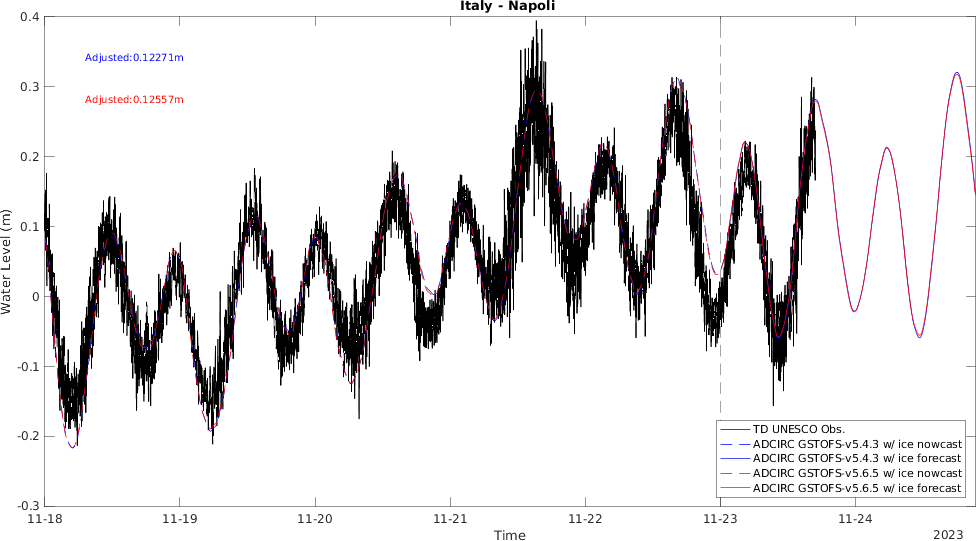 Italy - Napoli
0.4
0.3
0.2
0.1
0
-0.1
-0.2
-0.3
Water Level (m)
Adjusted:0.12271m
Adjusted:0.12557m
TD UNESCO Obs.
ADCIRC GSTOFS-v5.4.3 w/ ice nowcast
ADCIRC GSTOFS-v5.4.3 w/ ice forecast
ADCIRC GSTOFS-v5.6.5 w/ ice nowcast
ADCIRC GSTOFS-v5.6.5 w/ ice forecast
11-18 11-19 11-20 11-21 11-22 11-23 11-24
Time
2023